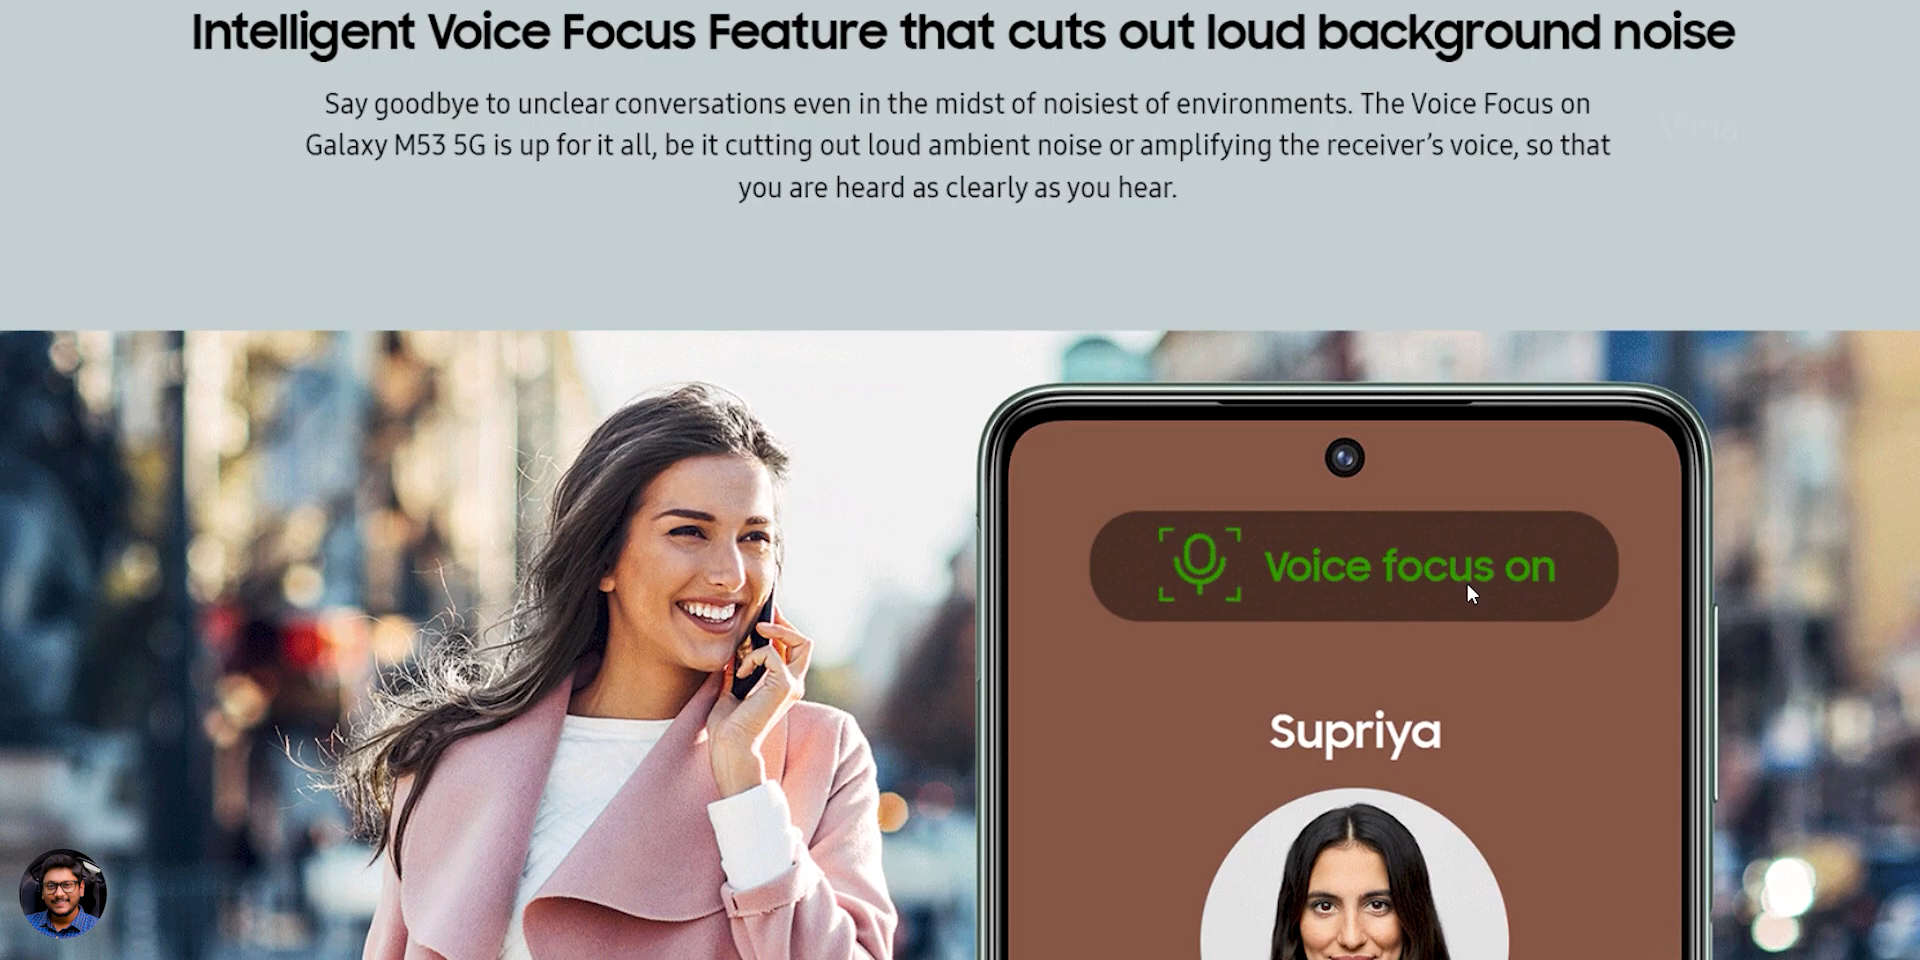 Intelligent Voice Focus Feature that cuts out loud background noise
Say goodbye to unclear conversations even in the midst of noisiest of environments. The Voice Focus on
Galaxy M53 5G is up for it all, be it cutting out loud ambient noise or amplifying the receiver’s voice, so that
you are heard as clearly as you hear.
Vimal
Voice focus on
Supriya